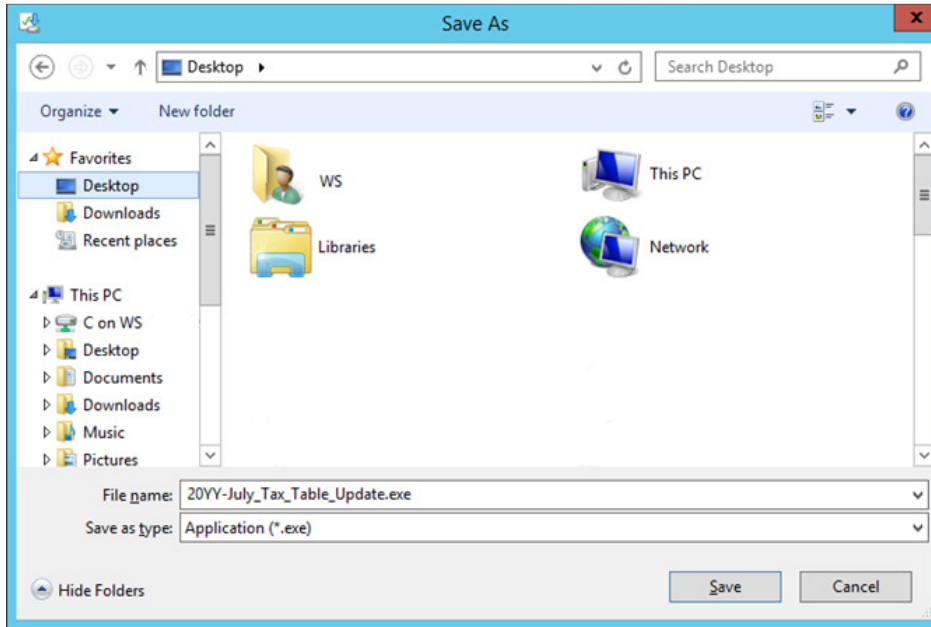 Save As
Desktop
Search Desktop
Organize New folder
Favorites
Desktop
Downloads
Recent places
This PC
C on WS
Desktop
Documents
Downloads
Music
Pictures
WS
This PC
Libraries
Network
File name: 20YY-July_Tax_Table_Update.exe
Save as type: Application (*.exe)
Hide Folders
Save Cancel